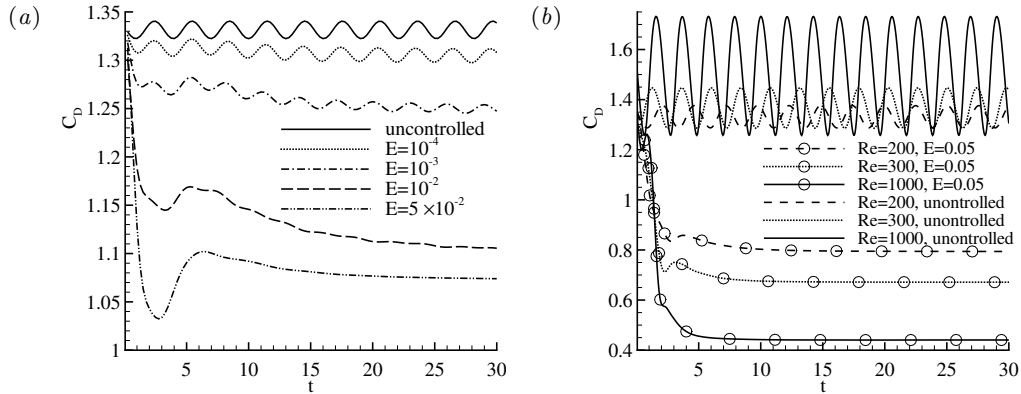 (a)
1.35
1.3
1.25
1.2
1.15
1.1
1.05
1
C_D
0
5
10
15
20
25
30
t
uncontrolled
E=10^-4
E=10^-3
E=10^-2
E=5 ×10^-2
(b)
1.6
1.4
1.2
1
0.8
0.6
0.4
C_D
0
5
10
15
20
25
30
t
Re=200, E=0.05
Re=300, E=0.05
Re=1000, E=0.05
Re=200, uncontrolled
Re=300, uncontrolled
Re=1000, uncontrolled